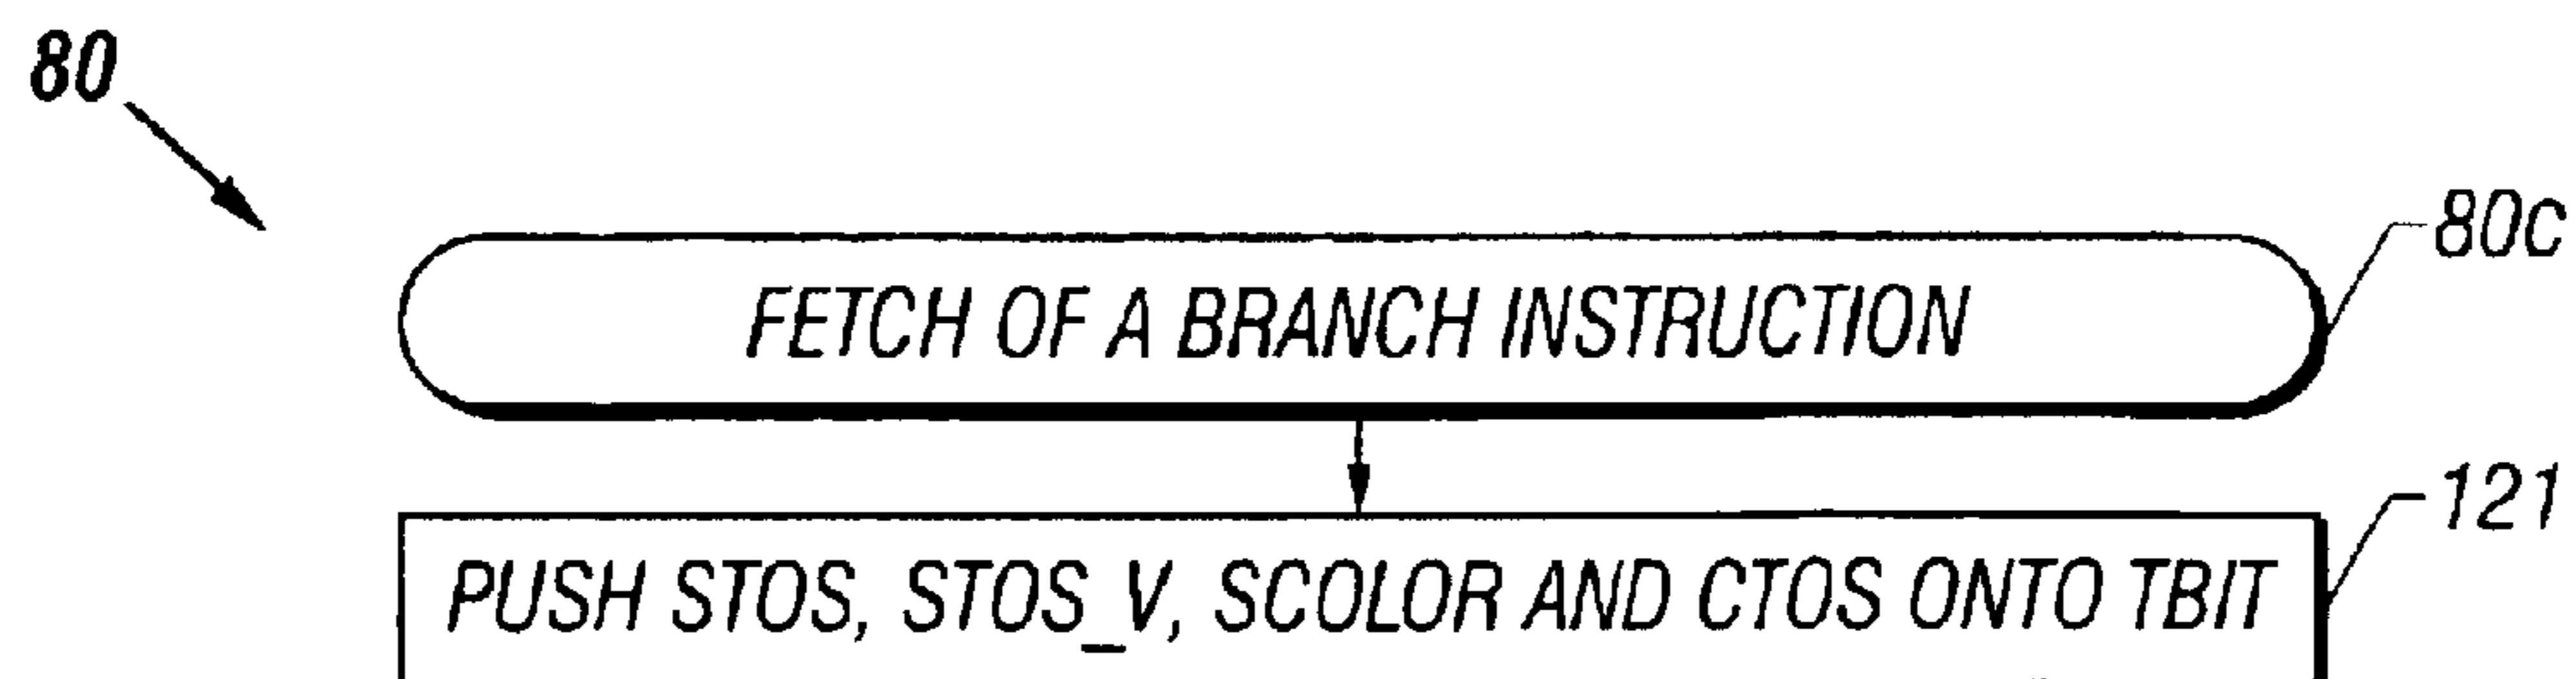 80
80C
FETCH OF A BRANCH INSTRUCTION
121
PUSH STOS, STOS_V, SCOLOR AND CTOS ONTO TBIT